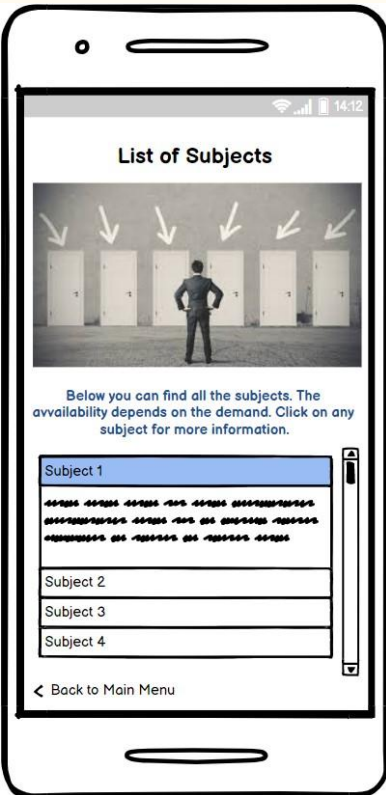 14:12
List of Subjects
Below you can find all the subjects. The
avvailability depends on the demand. Click on any
subject for more information.
Subject 1
Subject 2
Subject 3
Subject 4
Back to Main Menu